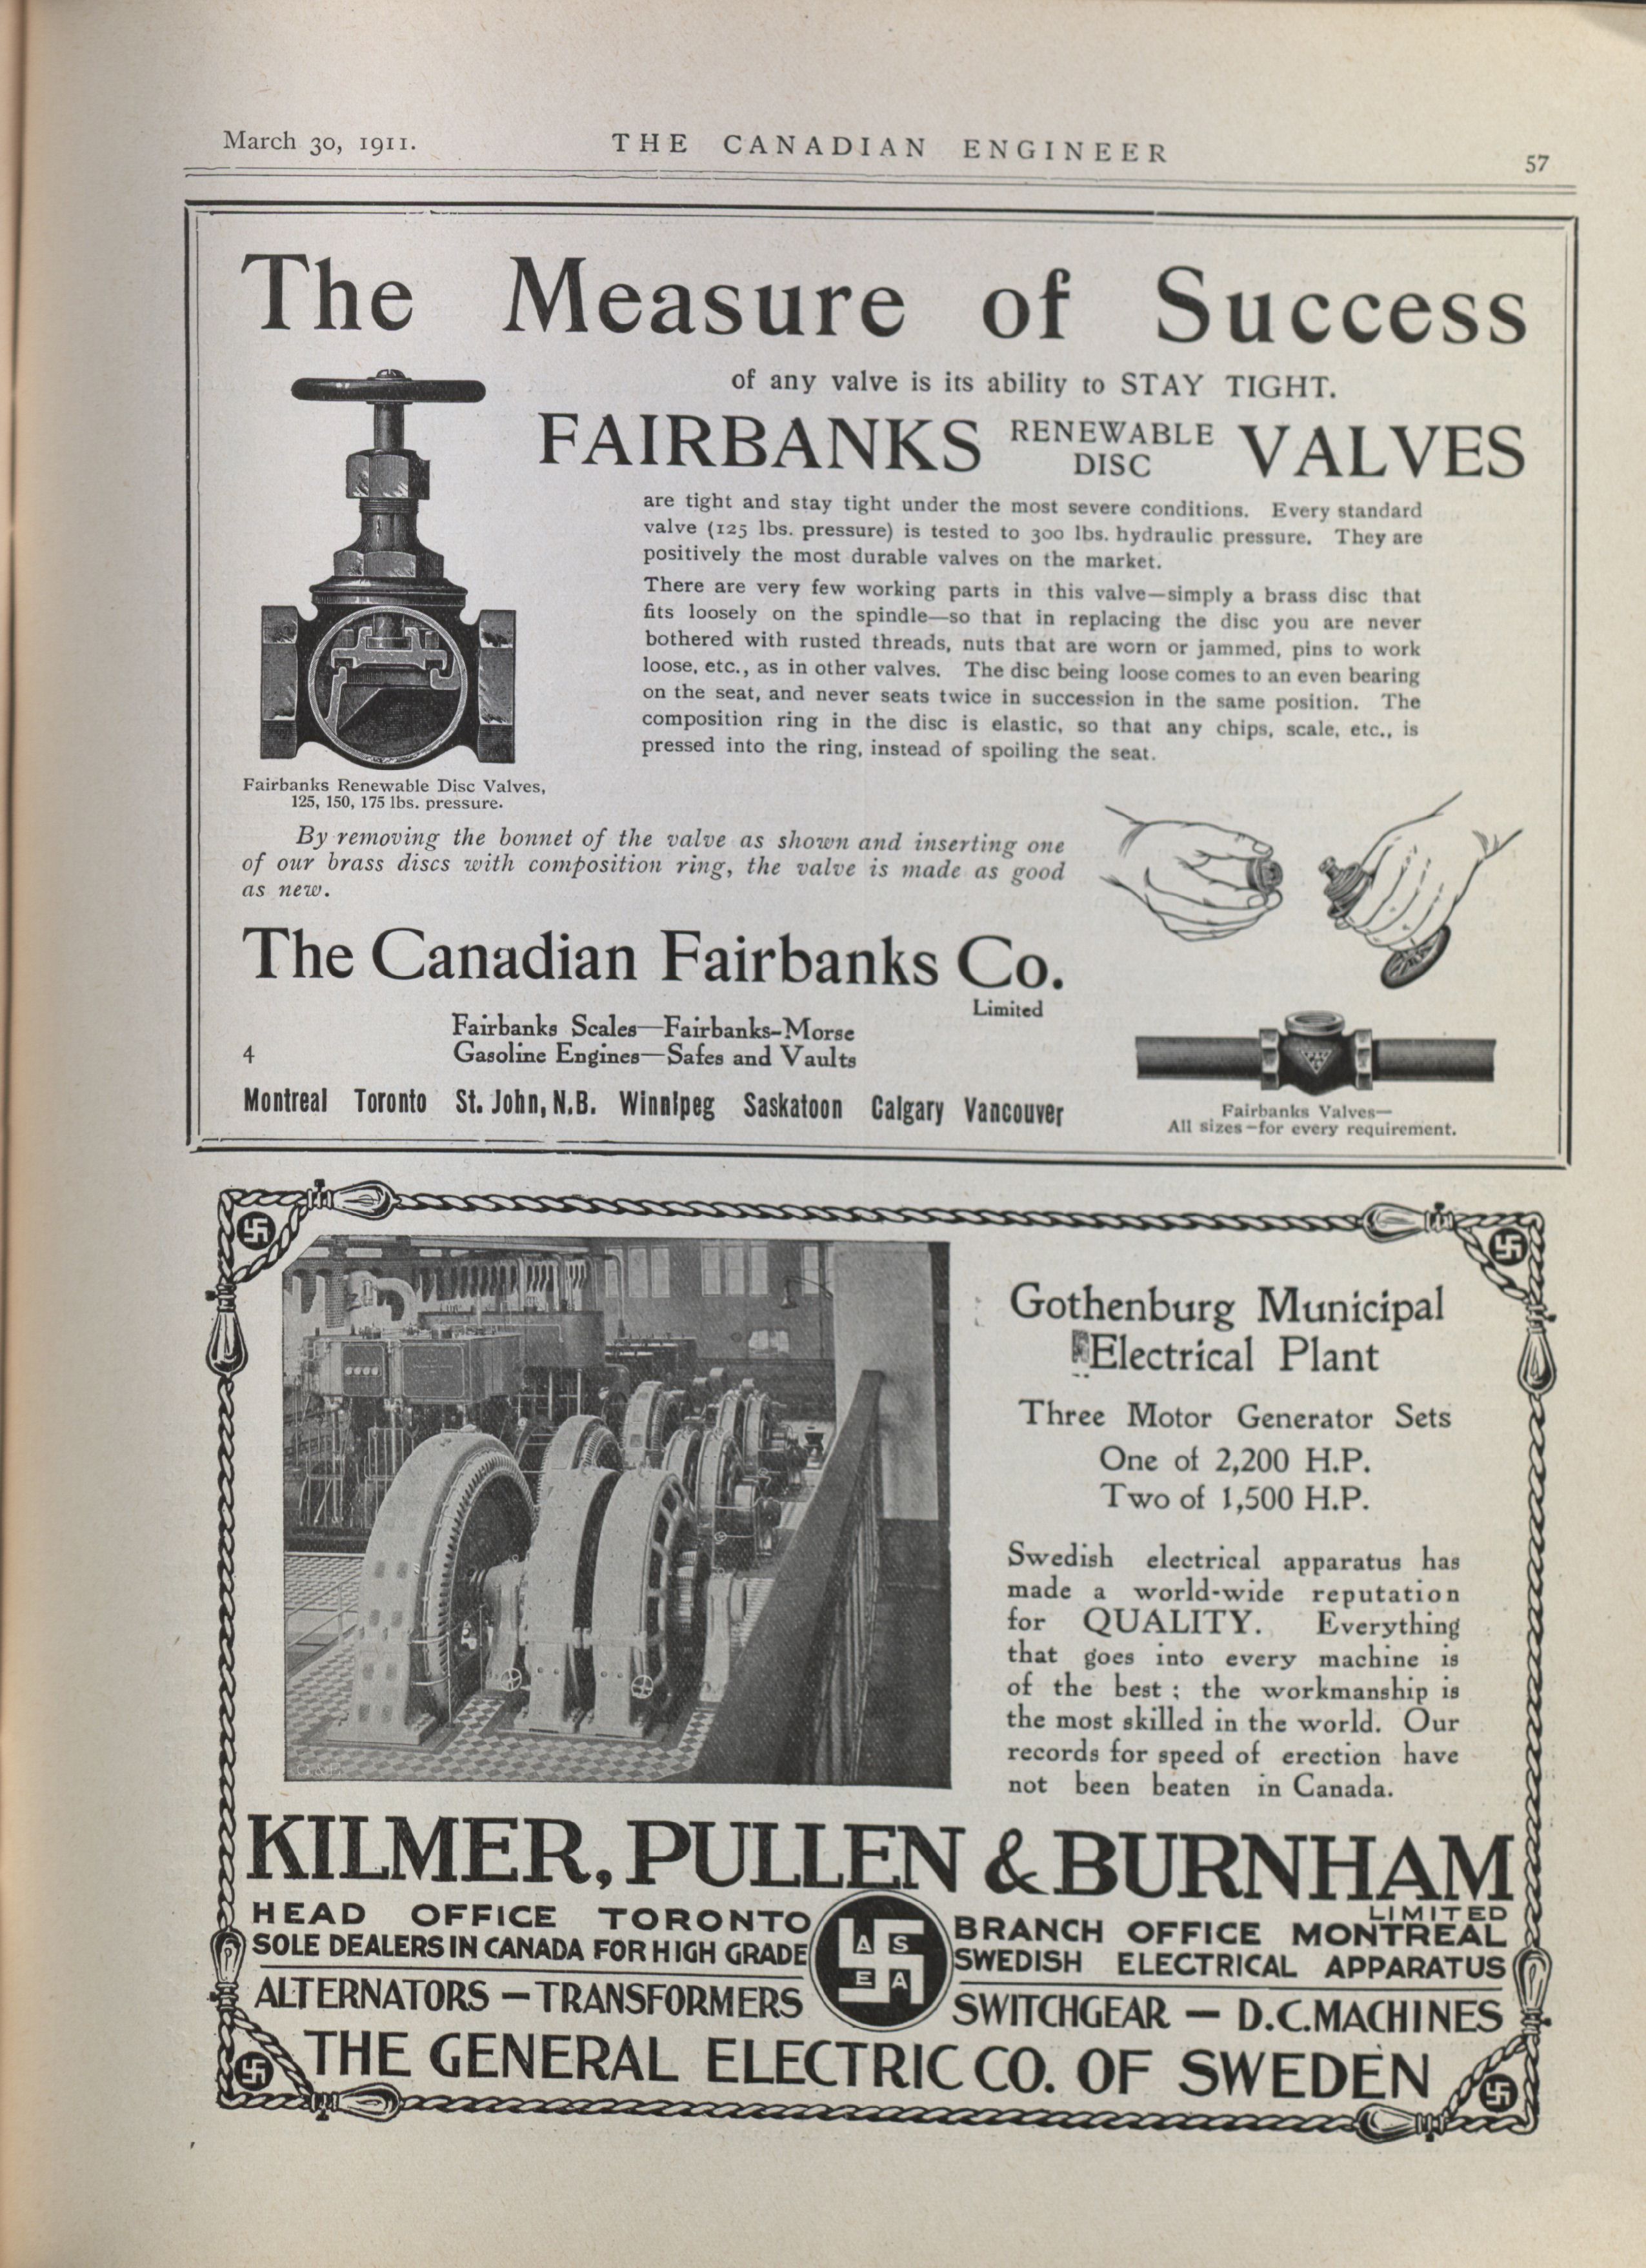 March 30, 1911.
THE CANADIAN ENGINEER
57
The Measure of Success
of any valve is its ability to STAY TIGHT.
FAIRBANKS RENEWABLE DISC VALVES
are tight and stay tight under the most severe conditions. Every standard
valve (125 lbs. pressure) is tested to 300 lbs. hydraulic pressure. They are
positively the most durable valves on the market.
There are very few working parts in this valve—simply a brass disc that
fits loosely on the spindle—so that in replacing the disc you are never
bothered with rusted threads, nuts that are worn or jammed, pins to work
loose, etc., as in other valves. The disc being loose comes to an even bearing
on the seat, and never seats twice in succession in the same position. The
composition ring in the disc is elastic, so that any chips, scale, etc., is
pressed into the ring, instead of spoiling the seat.
Fairbanks Renewable Disc Valves,
125, 150, 175 lbs. pressure.
By removing the bonnet of the valve as shown and inserting one
of our brass discs with composition ring, the valve is made as good
as new.
The Canadian Fairbanks Co.
Limited
Fairbanks Scales—Fairbanks-Morse
4 Gasoline Engines—Safes and Vaults
Montreal Toronto St. John, N.B. Winnipeg Saskatoon Calgary Vancouver
Fairbanks Valves—
All sizes—for every requirement.
Gothenburg Municipal
Electrical Plant
Three Motor Generator Sets
One of 2,200 H.P.
Two of 1,500 H.P.
Swedish electrical apparatus has
made a world-wide reputation
for QUALITY. Everything
that goes into every machine is
of the best; the workmanship is
the most skilled in the world. Our
records for speed of erection have
not been beaten in Canada.
KILMER, PULLEN & BURNHAM
LIMITED
HEAD OFFICE TORONTO
BRANCH OFFICE MONTREAL
SOLE DEALERS IN CANADA FOR HIGH GRADE
SWEDISH ELECTRICAL APPARATUS
A S
E A
ALTERNATORS — TRANSFORMERS
SWITCHGEAR — D.C. MACHINES
THE GENERAL ELECTRIC CO. OF SWEDEN